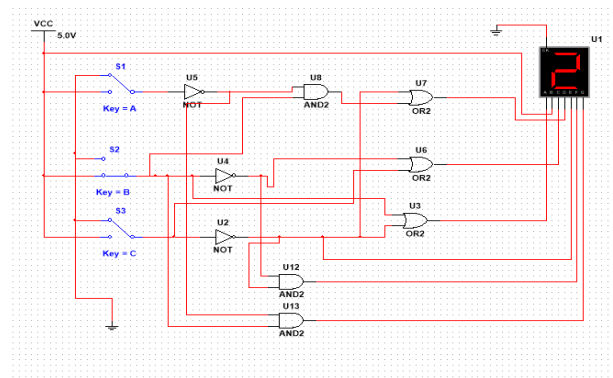 VCC
5.0V
U1
S1
Key = A
U5
NOT
U8
AND2
U7
OR2
2
A B C D E F G
S2
Key = B
U4
NOT
U6
OR2
S3
Key = C
U2
NOT
U3
OR2
U12
AND2
U13
AND2